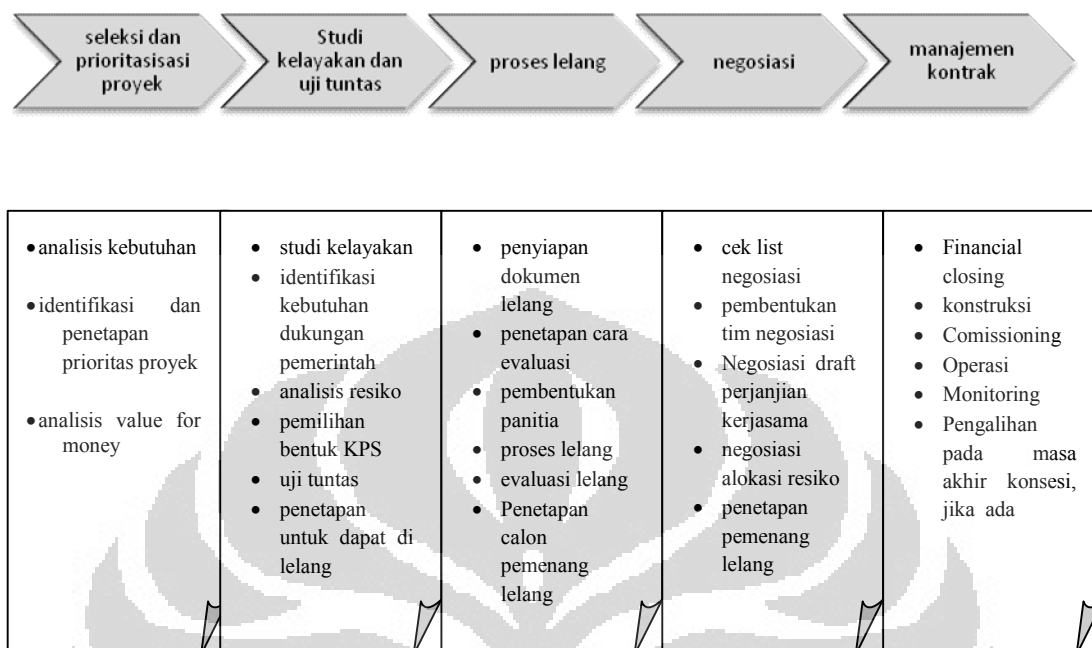 seleksi dan
prioritasisasi
proyek
Studi
kelayakan dan
uji tuntas
proses lelang
negosiasi
manajemen
kontrak
•analisis kebutuhan
•identifikasi dan
penetapan
prioritas proyek
•analisis value for
money
• studi kelayakan
• identifikasi
kebutuhan
dukungan
pemerintah
• analisis resiko
• pemilihan
bentuk KPS
• uji tuntas
• penetapan
untuk dapat di
lelang
• penyiapan
dokumen
lelang
• penetapan cara
evaluasi
• pembentukan
panitia
• proses lelang
• evaluasi lelang
• Penetapan
calon
pemenang
lelang
• cek list
negosiasi
• pembentukan
tim negosiasi
• Negosiasi draft
perjanjian
kerjasama
• negosiasi
alokasi resiko
• penetapan
pemenang
lelang
• Financial
closing
• konstruksi
• Comissioning
• Operasi
• Monitoring
• Pengalihan
pada masa
akhir konsesi,
jika ada